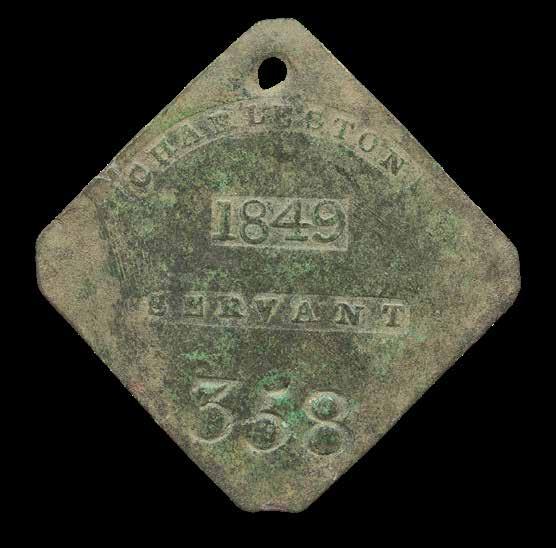 CHARLESTON
1849
SERVANT
358